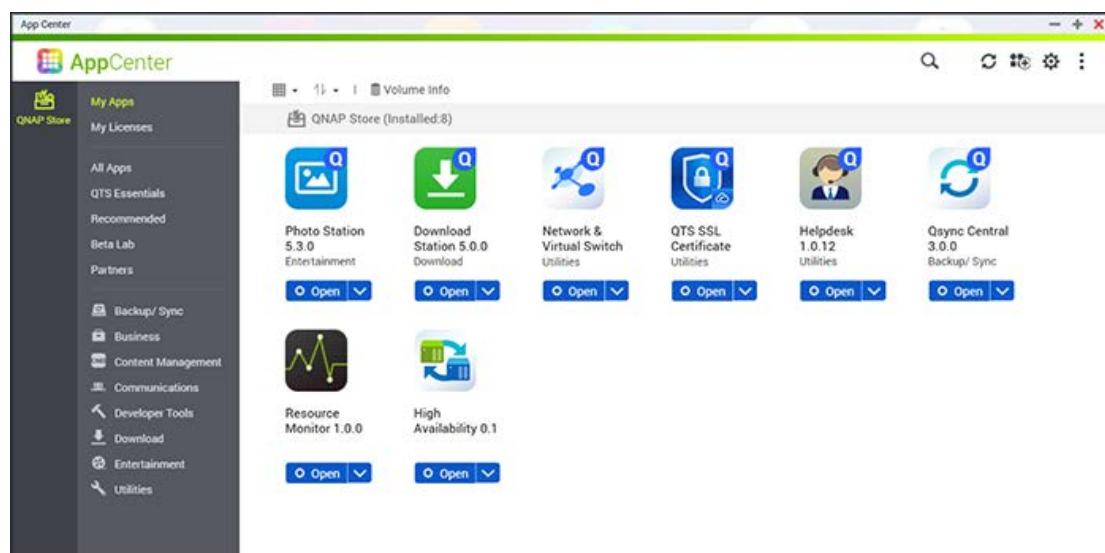 App Center
AppCenter
QNAP Store
My Apps
My Licenses
All Apps
QTS Essentials
Recommended
Beta Lab
Partners
Backup/ Sync
Business
Content Management
Communications
Developer Tools
Download
Entertainment
Utilities
Volume Info
QNAP Store (Installed:8)
Q Q Q Q Q Q
Photo Station Download Network & QTS SSL Helpdesk Qsync Central
5.3.0 Station 5.0.0 Virtual Switch Certificate 1.0.12 3.0.0
Entertainment Download Utilities Utilities Utilities Backup/ Sync
Open Open Open Open Open Open
Resource High
Monitor 1.0.0 Availability 0.1
Open Open